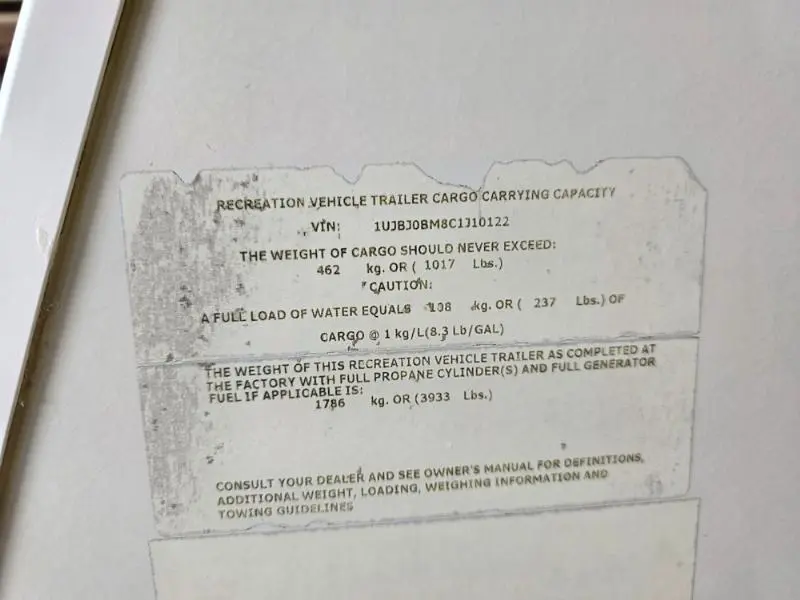 RECREATION VEHICLE TRAILER CARGO CARRYING CAPACITY
VIN: 1UJBJ0BM8C1J10122
THE WEIGHT OF CARGO SHOULD NEVER EXCEED:
462 kg. OR ( 1017 Lbs.)
CAUTION:
A FULL LOAD OF WATER EQUALS 108 kg. OR ( 237 Lbs.) OF
CARGO @ 1 kg/L(8.3 Lb/GAL)
THE WEIGHT OF THIS RECREATION VEHICLE TRAILER AS COMPLETED AT
THE FACTORY WITH FULL PROPANE CYLINDER(S) AND FULL GENERATOR
FUEL IF APPLICABLE IS:
1786 kg. OR (3933 Lbs.)
CONSULT YOUR DEALER AND SEE OWNER'S MANUAL FOR DEFINITIONS,
ADDITIONAL WEIGHT, LOADING, WEIGHING INFORMATION AND
TOWING GUIDELINES